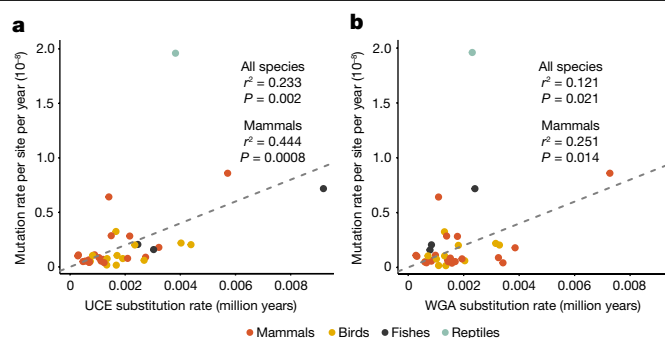 a
Mutation rate per site per year (10⁻⁸)
2.0
1.5
1.0
0.5
0
All species
r² = 0.233
P = 0.002
Mammals
r² = 0.444
P = 0.0008
0
0.002
0.004
0.006
0.008
UCE substitution rate (million years)
b
Mutation rate per site per year (10⁻⁸)
2.0
1.5
1.0
0.5
0
All species
r² = 0.121
P = 0.021
Mammals
r² = 0.251
P = 0.014
0
0.002
0.004
0.006
0.008
WGA substitution rate (million years)
Mammals Birds Fishes Reptiles